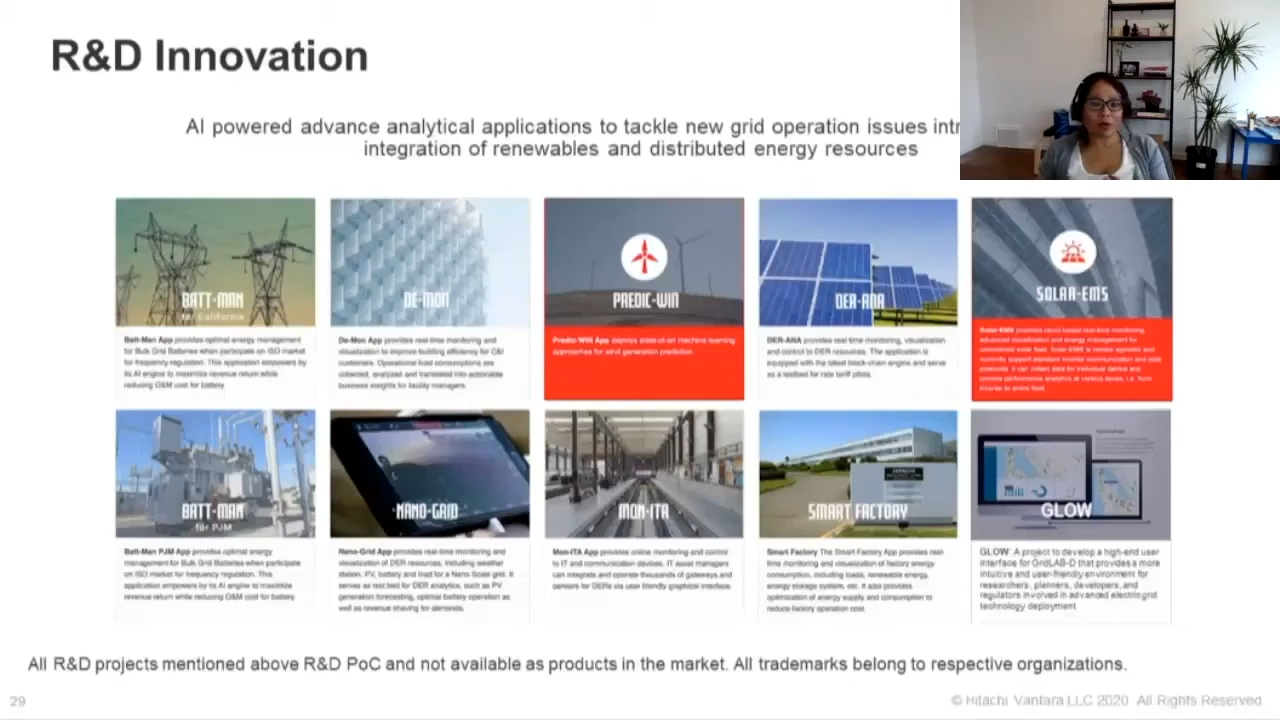 R&D Innovation
AI powered advance analytical applications to tackle new grid operation issues intr
integration of renewables and distributed energy resources
BATT-MAN
for California
Batt-Man App provides optimal energy management
for Bulk Grid Batteries when participate on ISO market
for frequency regulation. This application empowers by
its AI engine to maximize revenue return while
reducing O&M cost for battery.
DE-MON
De-Mon App provides real-time monitoring and
visualization to improve building efficiency for C&I
customers. Operational load consumptions are
collected, analyzed and translated into actionable
business insights for facility managers.
PREDIC-WIN
Predic-WIN App deploys state-of-art machine learning
approaches for wind generation prediction.
DER-ANA
DER-ANA provides real time monitoring, visualization
and control to DER resources. The application is
equipped with the latest block-chain engine and serve
as a testbed for rate tariff pilots.
SOLAR-EMS
Solar-EMS provides cloud based real-time monitoring,
advanced visualization and energy management for
commercial solar fleet. Solar EMS is vendor agnostic and
currently support standard inverter communication and data
protocols. It can collect data for individual device and
provide performance analytics at various levels, i.e. from
inverter to entire fleet.
BATT-MAN
for PJM
Batt-Man PJM App provides optimal energy
management for Bulk Grid Batteries when participate
on ISO market for frequency regulation. This
application empowers by its AI engine to maximize
revenue return while reducing O&M cost for battery.
NANO-GRID
Nano-Grid App provides real-time monitoring and
visualization of DER resources, including weather
station, PV, battery and load for a Nano-Scale grid. It
serves as test bed for DER analytics, such as PV
generation forecasting, optimal battery operation as
well as revenue shaving for demands.
MON-ITA
Mon-ITA App provides online monitoring and control
to IT and communication devices. IT asset managers
can integrate and operate thousands of gateways and
sensors for DERs via user friendly graphical interface.
HITACHI
SMART FACTORY
Smart Factory The Smart Factory App provides real-
time monitoring and visualization of factory energy
consumption, including loads, renewable energy,
energy storage system, etc. It also provides
optimization of energy supply and consumption to
reduce factory operation cost.
GLOW
GLOW: A project to develop a high-end user
interface for GridLAB-D that provides a more
intuitive and user-friendly environment for
researchers, planners, developers, and
regulators involved in advanced electric grid
technology deployment
All R&D projects mentioned above R&D PoC and not available as products in the market. All trademarks belong to respective organizations.
29
© Hitachi Vantara LLC 2020 All Rights Reserved